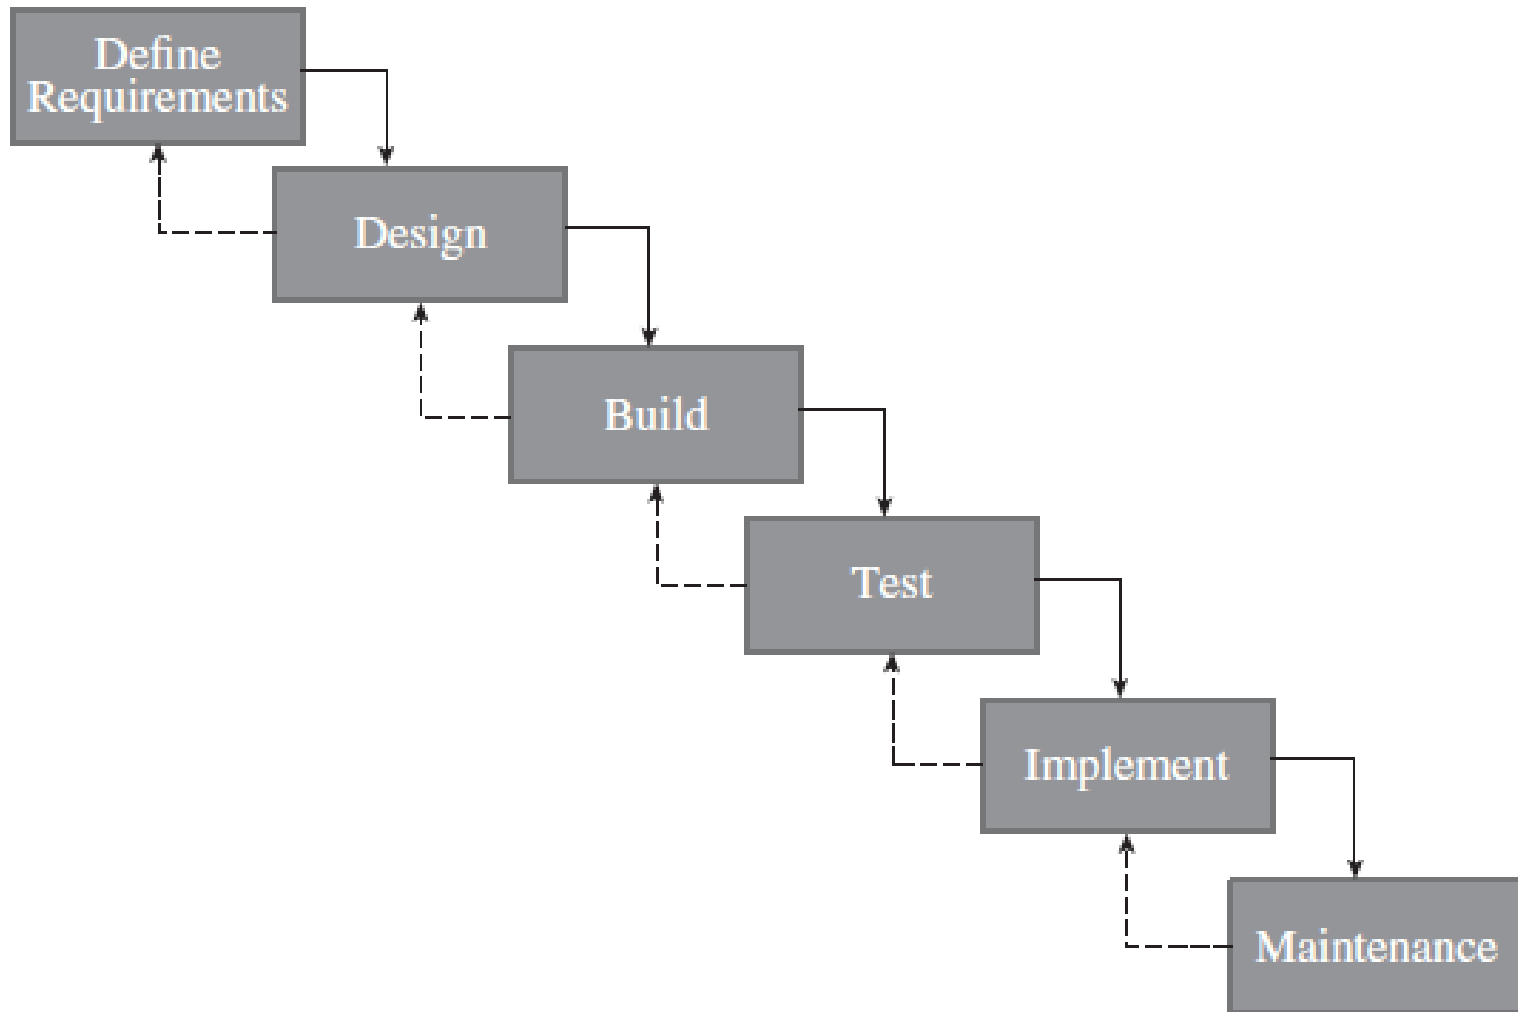 Define
Requirements
Design
Build
Test
Implement
Maintenance